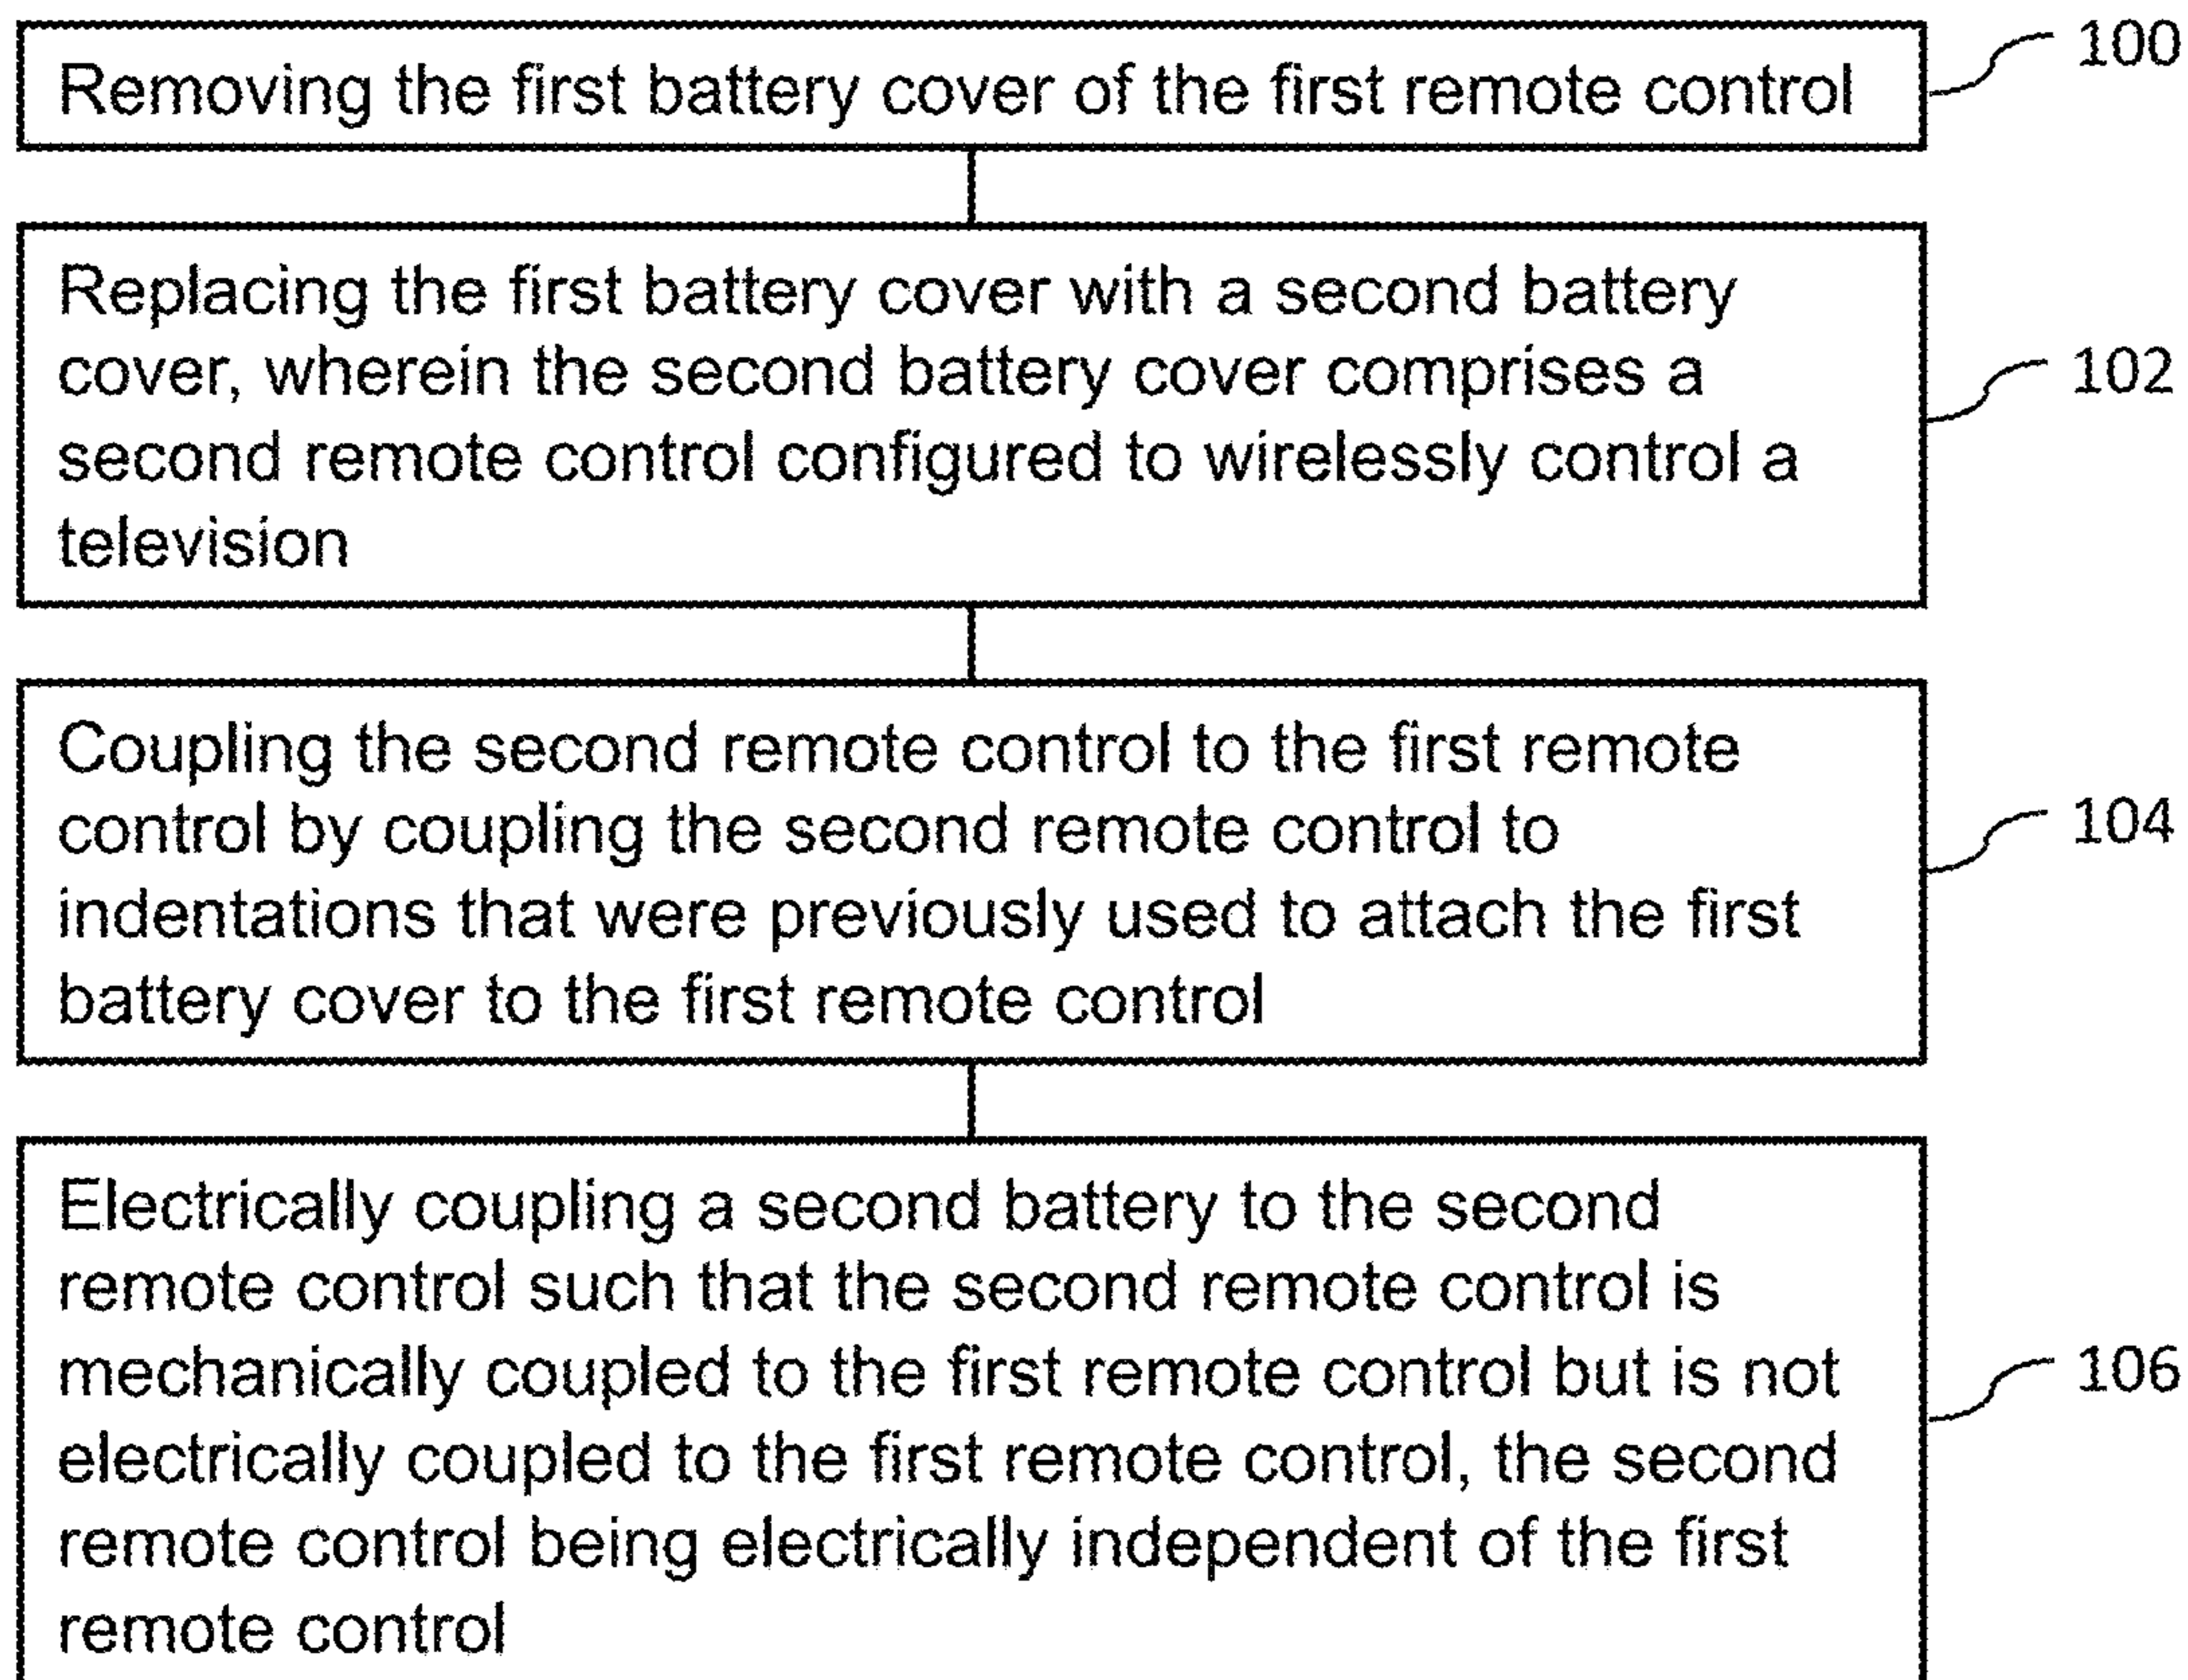 Removing the first battery cover of the first remote control
100
Replacing the first battery cover with a second battery
cover, wherein the second battery cover comprises a
second remote control configured to wirelessly control a
television
102
Coupling the second remote control to the first remote
control by coupling the second remote control to
indentations that were previously used to attach the first
battery cover to the first remote control
104
Electrically coupling a second battery to the second
remote control such that the second remote control is
mechanically coupled to the first remote control but is not
electrically coupled to the first remote control, the second
remote control being electrically independent of the first
remote control
106